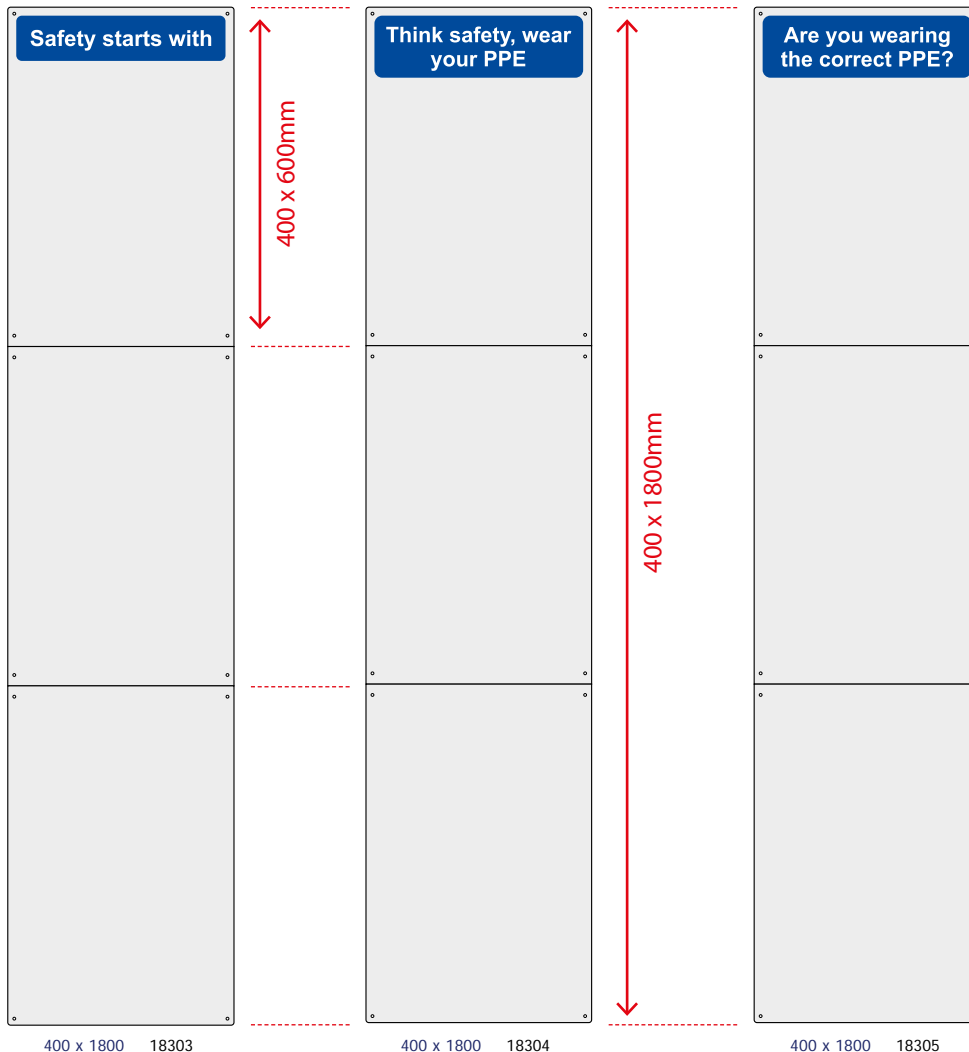 Safety starts with
Think safety, wear
your PPE
Are you wearing
the correct PPE?
400 x 600mm
400 x 1800mm
400 x 1800 18303
400 x 1800 18304
400 x 1800 18305